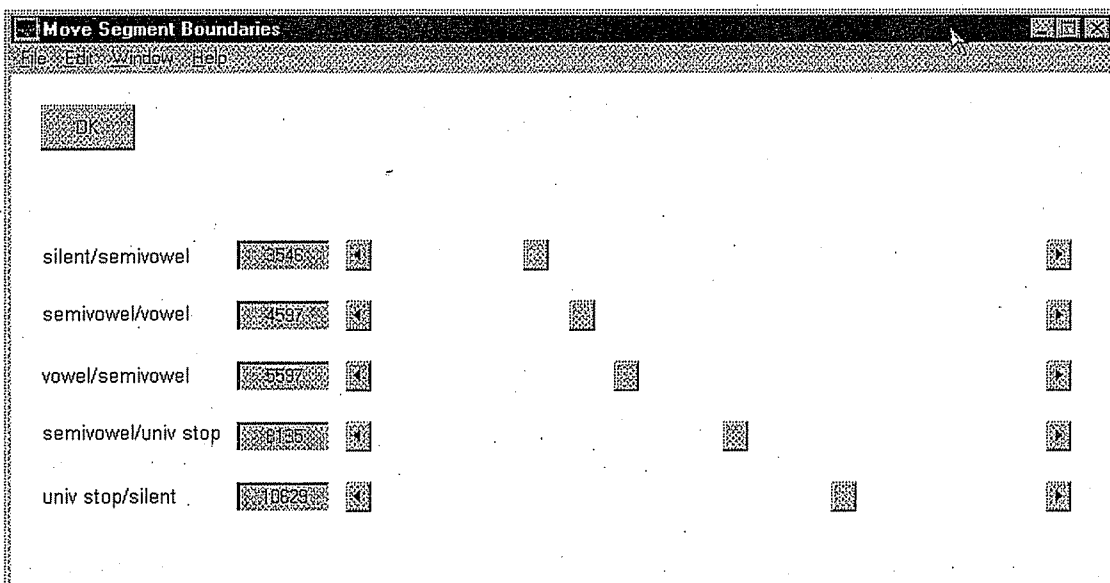 Move Segment Boundaries
File Edit Window Help
OK
silent/semivowel 3546
semivowel/vowel 4597
vowel/semivowel 5597
semivowel/univ stop 8135
univ stop/silent 10629